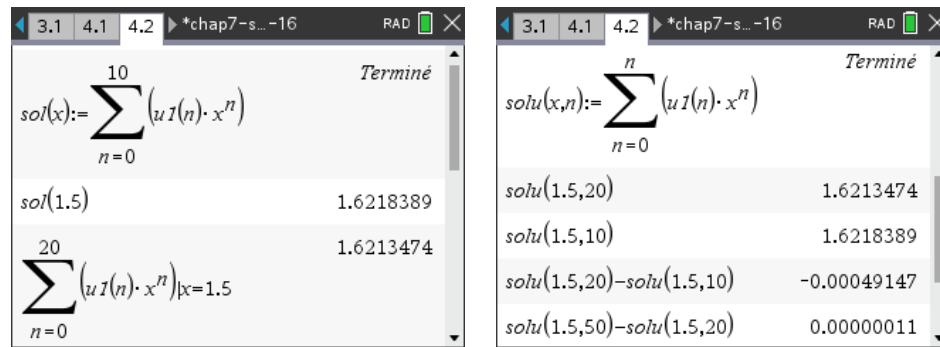 3.1 4.1 4.2 *chap7-s…-16 RAD
10
sol(x):=∑(u1(n)·xⁿ) Terminé
n=0
sol(1.5) 1.6218389
20
∑(u1(n)·xⁿ)|x=1.5 1.6213474
n=0
3.1 4.1 4.2 *chap7-s…-16 RAD
n
solu(x,n):=∑(u1(n)·xⁿ) Terminé
n=0
solu(1.5,20) 1.6213474
solu(1.5,10) 1.6218389
solu(1.5,20)−solu(1.5,10) -0.00049147
solu(1.5,50)−solu(1.5,20) 0.00000011